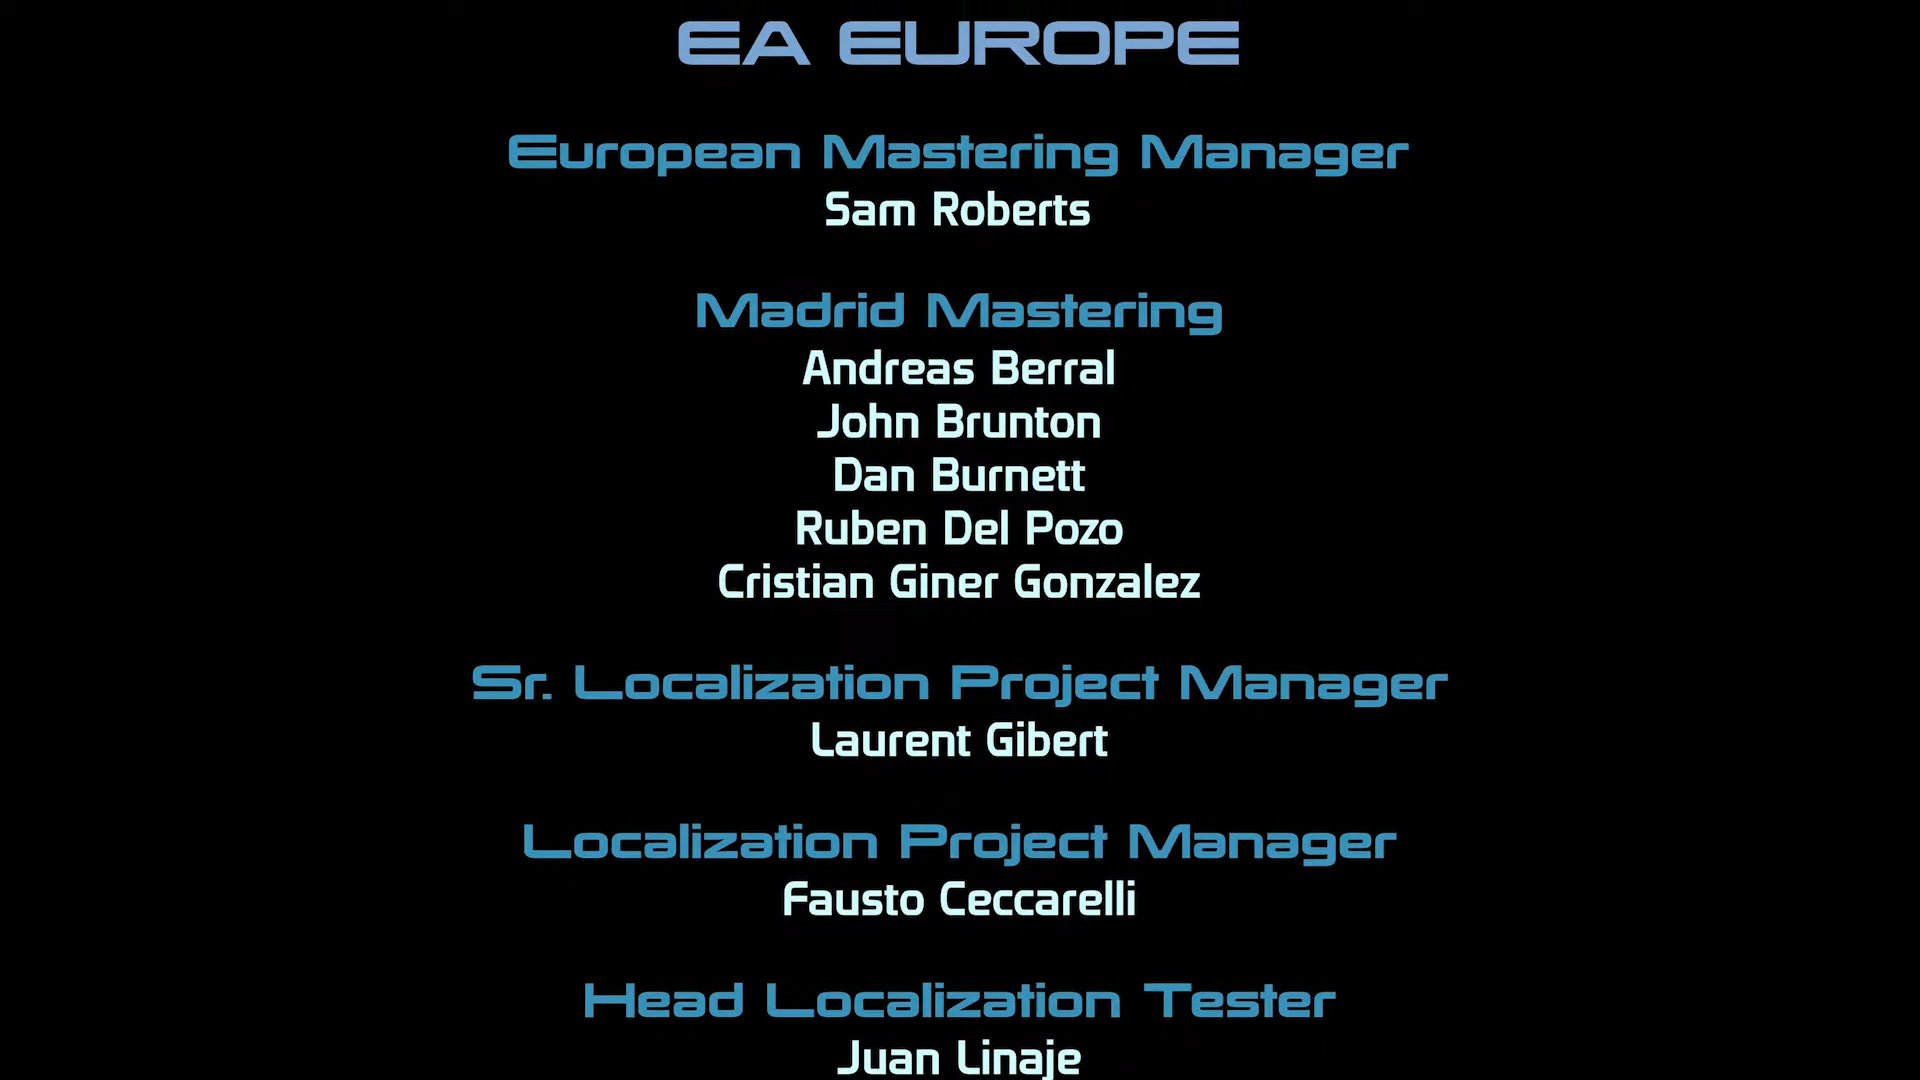 EA EUROPE
European Mastering Manager
Sam Roberts
Madrid Mastering
Andreas Berral
John Brunton
Dan Burnett
Ruben Del Pozo
Cristian Giner Gonzalez
Sr. Localization Project Manager
Laurent Gibert
Localization Project Manager
Fausto Ceccarelli
Head Localization Tester
Juan Linaje